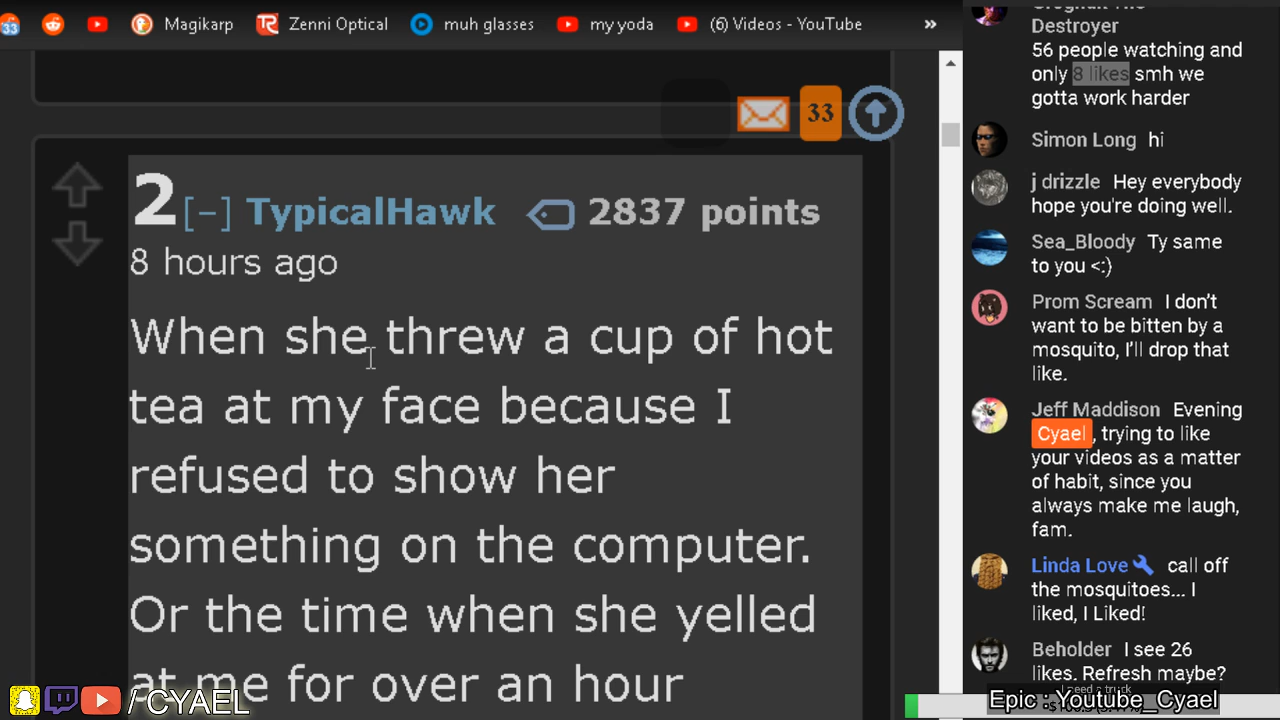 33
Magikarp
Zenni Optical
muh glasses
my yoda
(6) Videos - YouTube
»
33
2 [–] TypicalHawk 2837 points
8 hours ago
When she threw a cup of hot
tea at my face because I
refused to show her
something on the computer.
Or the time when she yelled
at me for over an hour
/CYAEL
Destroyer
56 people watching and
only 8 likes smh we
gotta work harder
Simon Long hi
j drizzle Hey everybody
hope you're doing well.
Sea_Bloody Ty same
to you <:)
Prom Scream I don't
want to be bitten by a
mosquito, I'll drop that
like.
Jeff Maddison Evening
Cyael, trying to like
your videos as a matter
of habit, since you
always make me laugh,
fam.
Linda Love call off
the mosquitoes... I
liked, I Liked!
Beholder I see 26
likes. Refresh maybe?
I need a truck
Epic : Youtube_Cyael